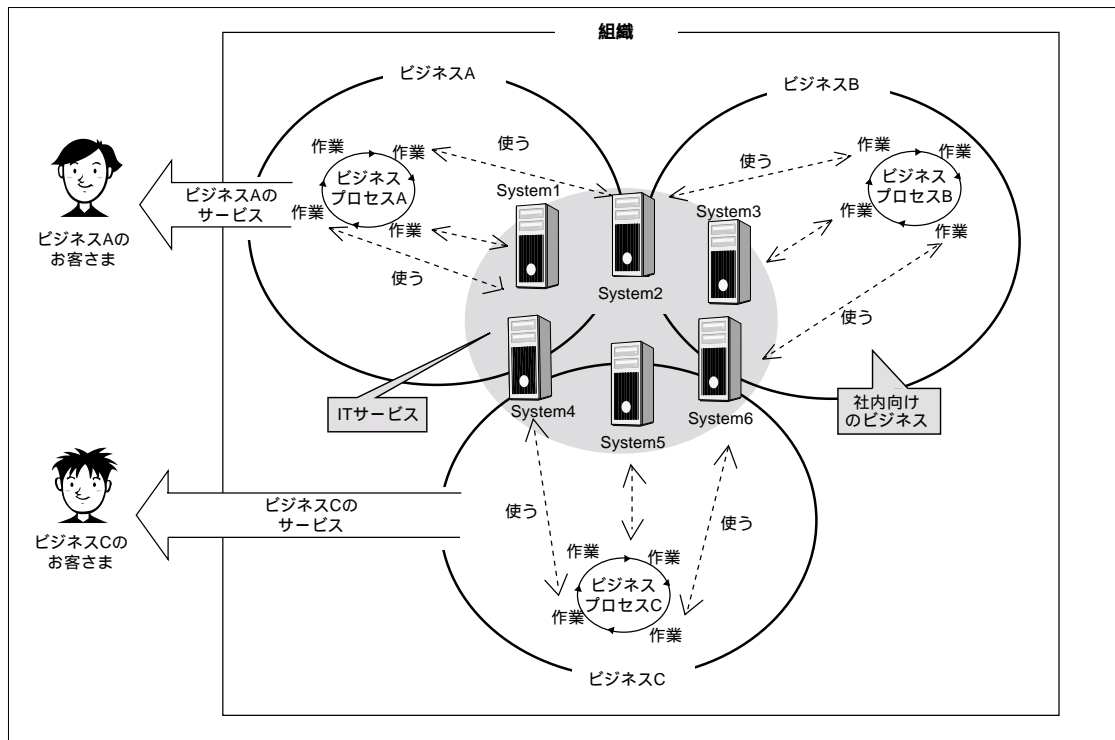 組織
ビジネスA
ビジネスB
作業
作業
ビジネス
プロセスA
作業
作業
使う
使う
ビジネスAの
サービス
ビジネスAの
お客さま
System1
System2
System3
使う
作業
作業
ビジネス
プロセスB
作業
作業
使う
ITサービス
System4
System5
System6
社内向け
のビジネス
ビジネスCの
サービス
ビジネスCの
お客さま
使う
使う
作業
作業
ビジネス
プロセスC
作業
作業
ビジネスC